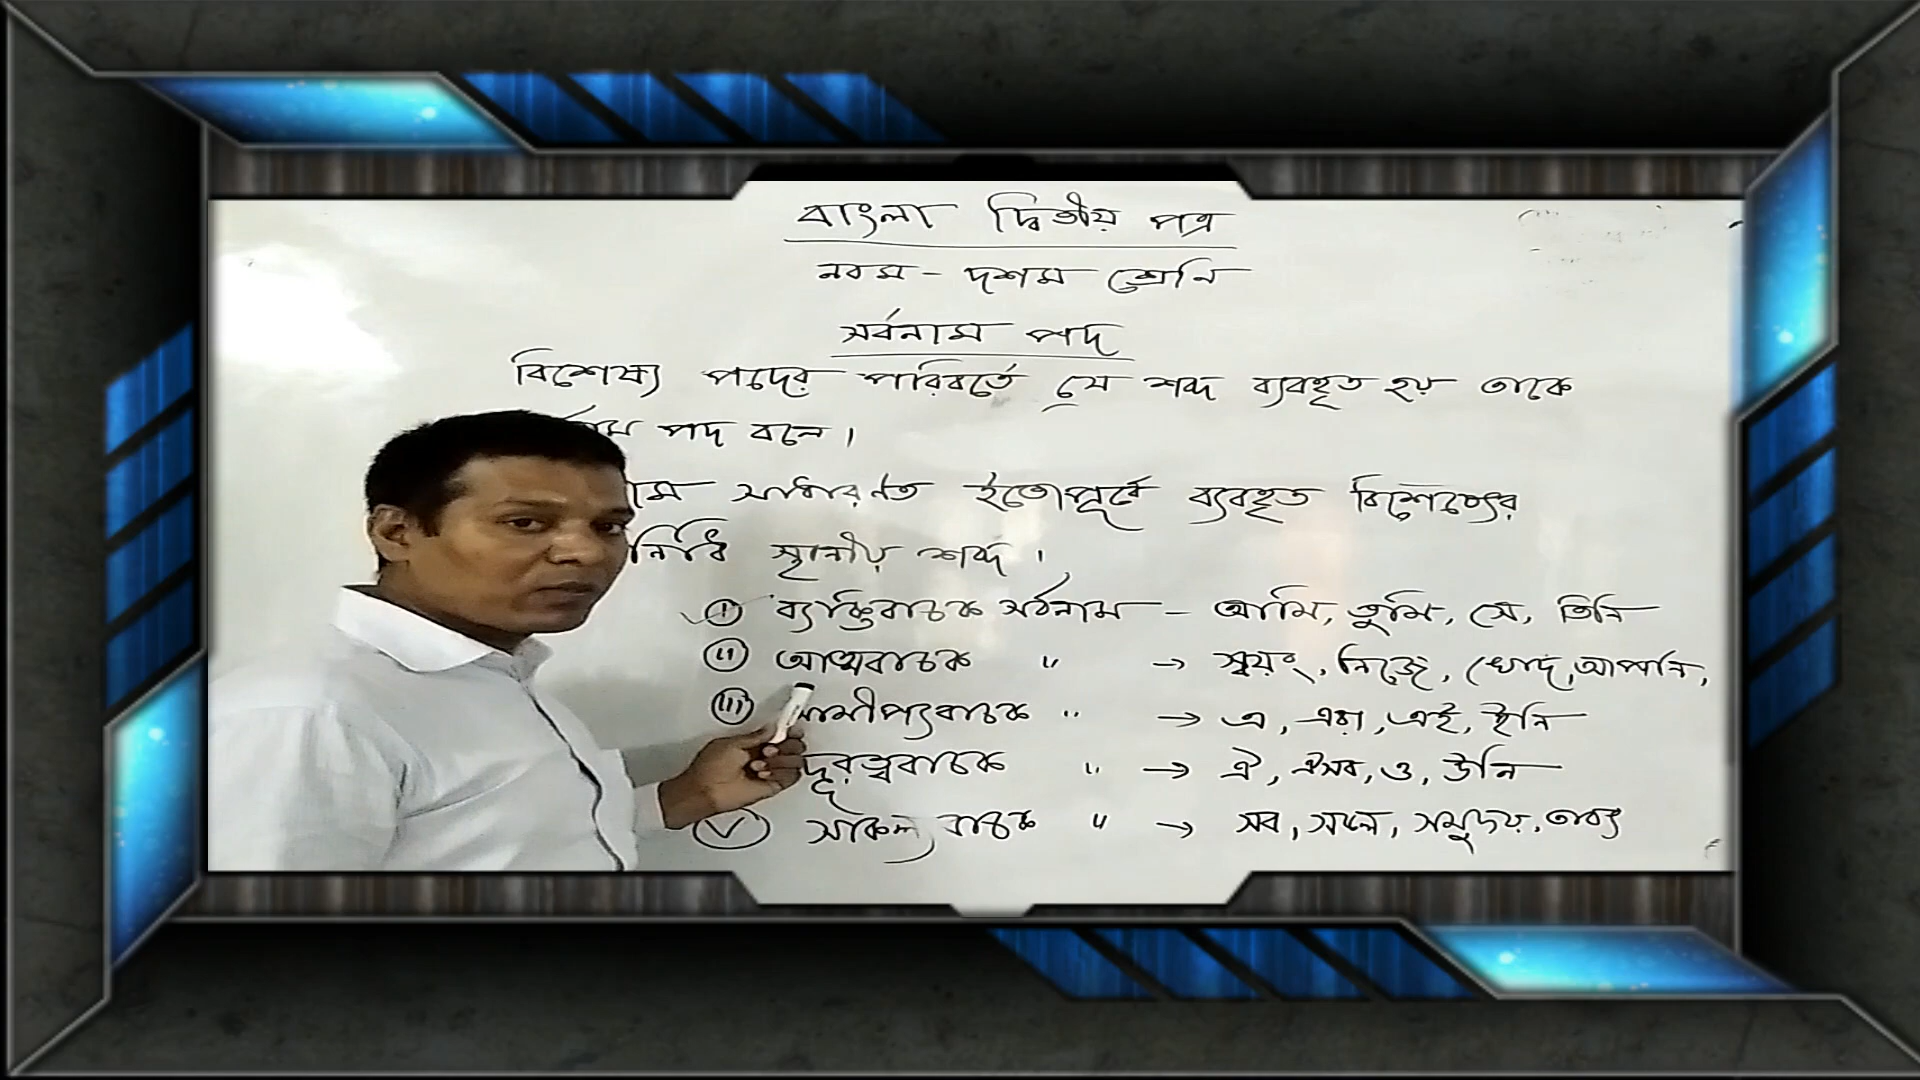 বাংলা দ্বিতীয় পত্র
নবম - দশম শ্রেনি
সর্বনাম পদ
বিশেষ্য পদের পরিবর্তে যে শব্দ ব্যবহৃত হয় তাকে
পদ বলে।
সাধারণত ইতোপূর্বে ব্যবহৃত বিশেষ্যের
স্থানীয় শব্দ।
(i) ব্যাক্তিবাচক সর্বনাম - আমি, তুমি, সে, তিনি
(ii) আত্মবাচক " → স্বয়ং, নিজে, খোদ, আপনি,
(iii) সামীপ্যবাচক " → এ, এরা, এই, ইনি
দূরত্ববাচক " → ঐ, ঐসব, ও, উনি
(v) সাকল্য বাচক " → সব, সকল, সমুদয়, তাবৎ